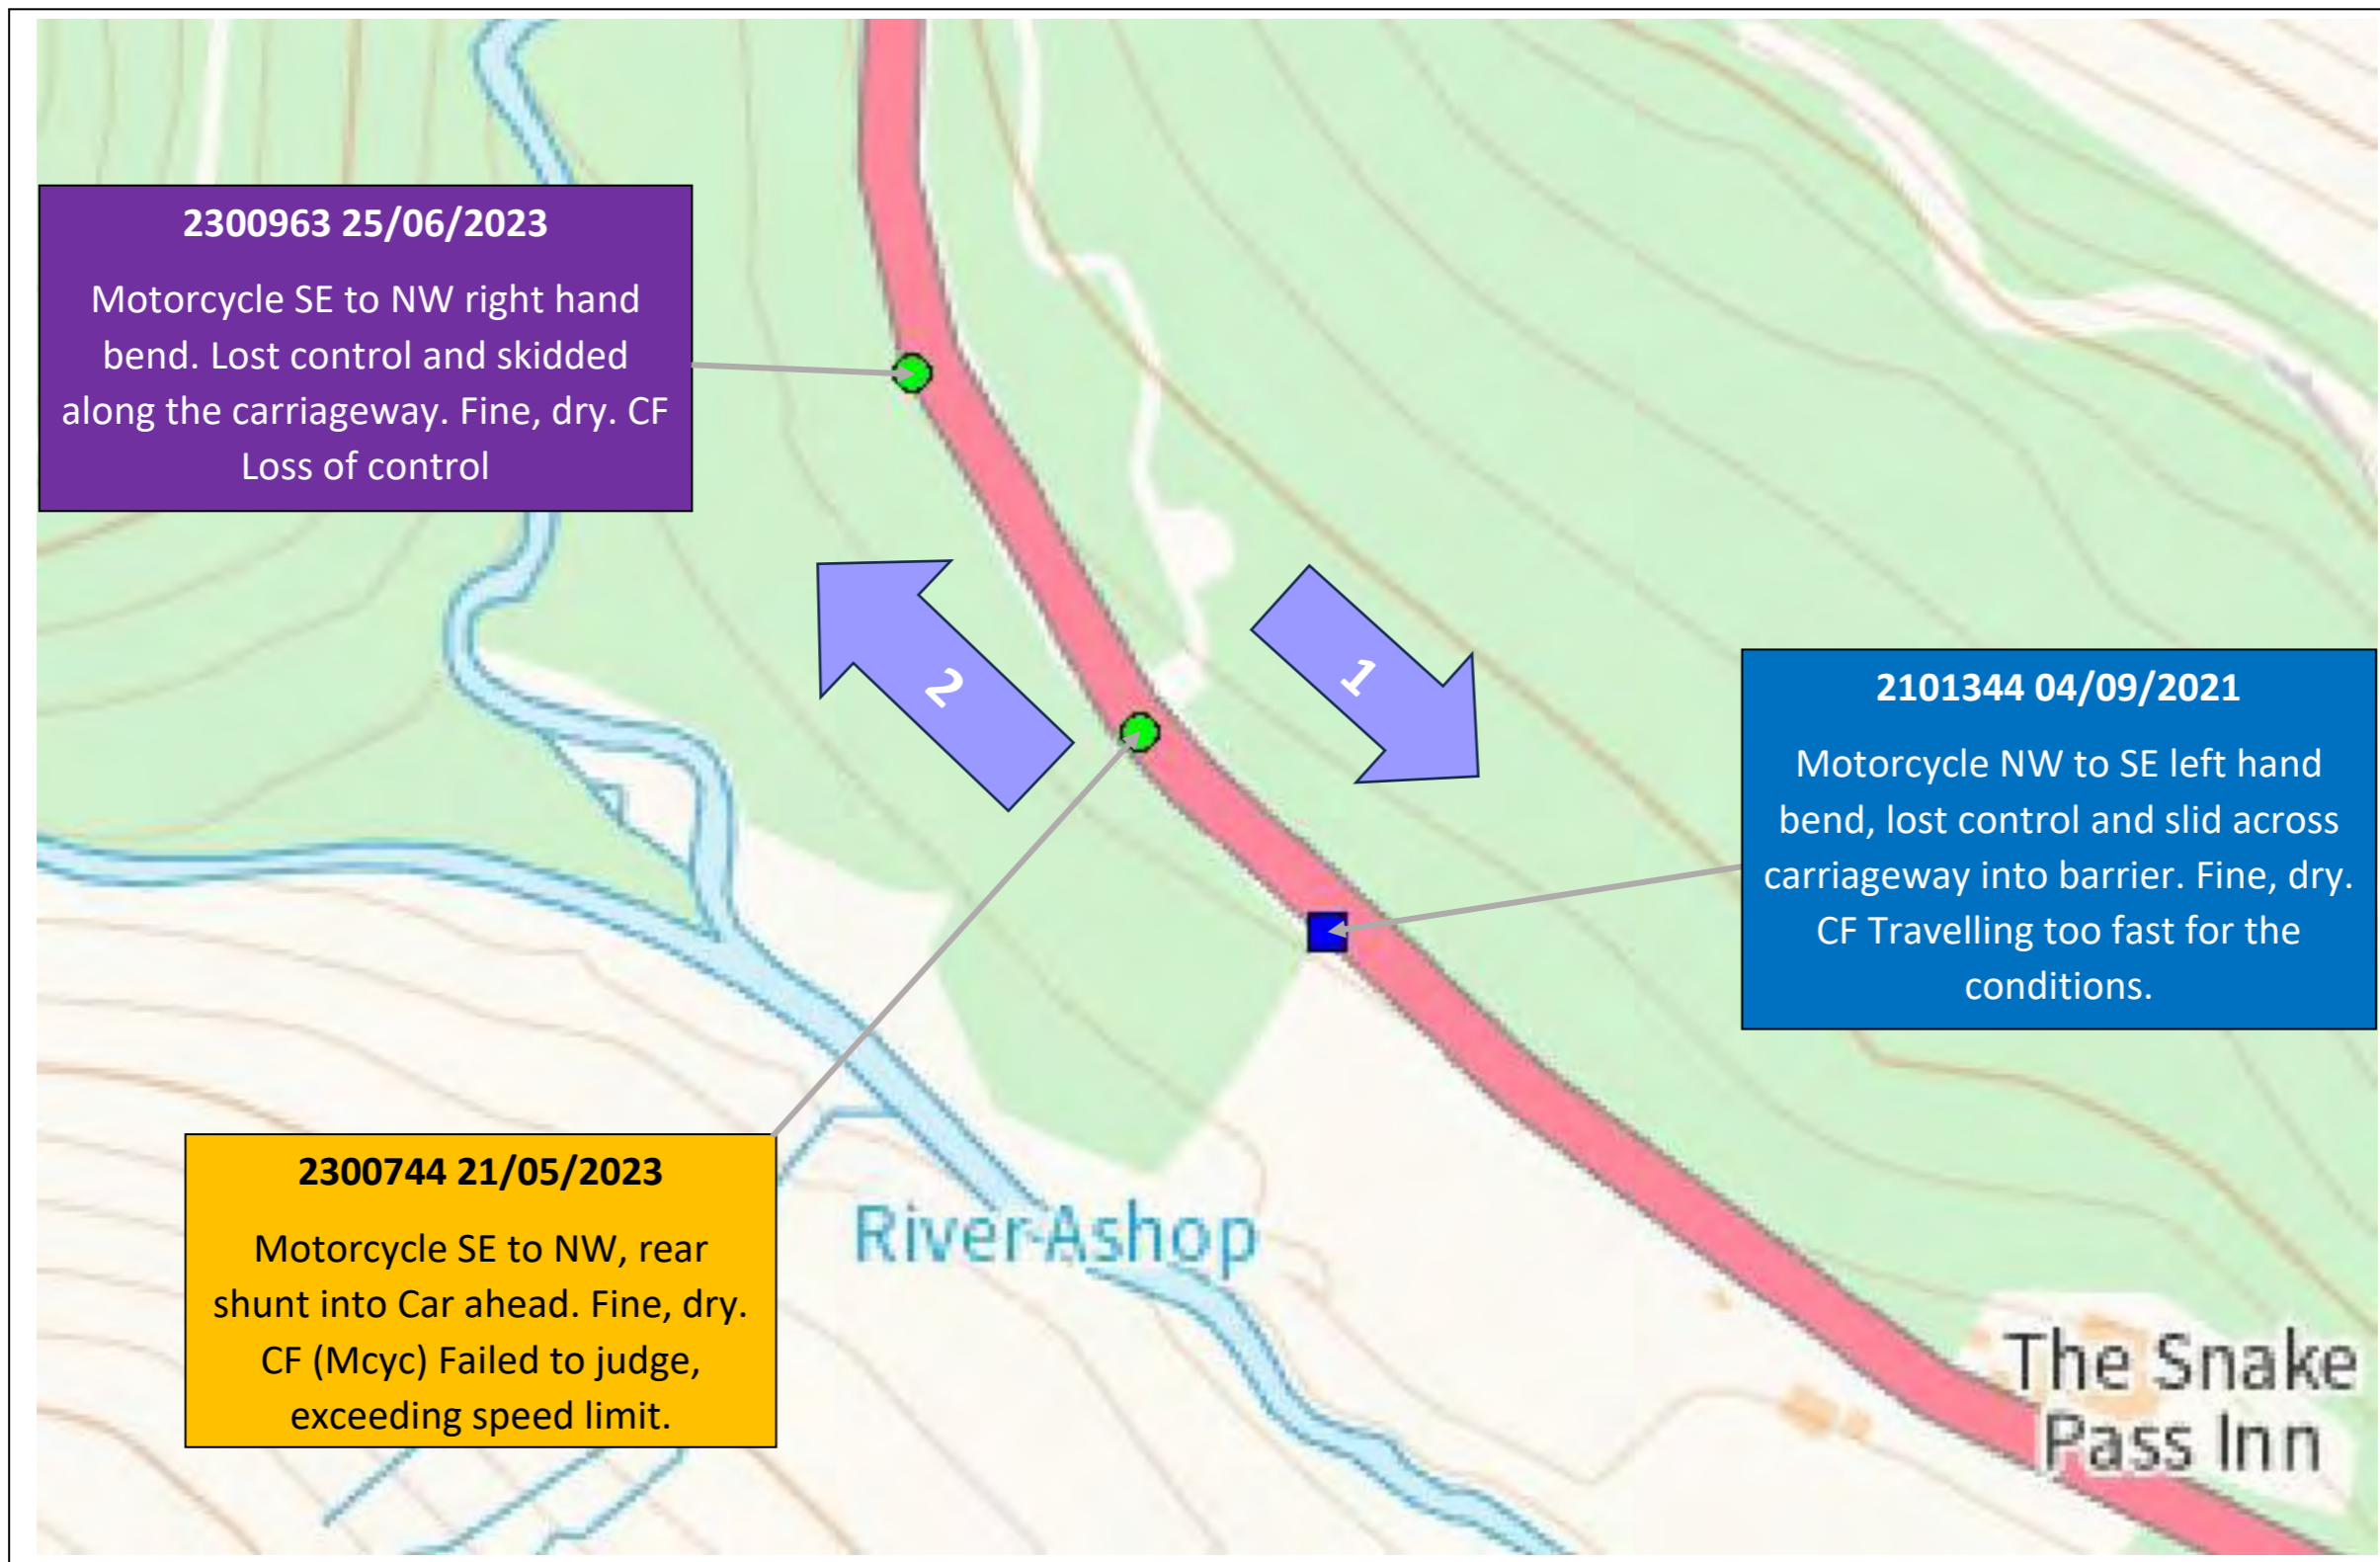 2300963 25/06/2023
Motorcycle SE to NW right hand
bend. Lost control and skidded
along the carriageway. Fine, dry. CF
Loss of control
2
1
2101344 04/09/2021
Motorcycle NW to SE left hand
bend, lost control and slid across
carriageway into barrier. Fine, dry.
CF Travelling too fast for the
conditions.
2300744 21/05/2023
Motorcycle SE to NW, rear
shunt into Car ahead. Fine, dry.
CF (Mcyc) Failed to judge,
exceeding speed limit.
River Ashop
The Snake
Pass Inn